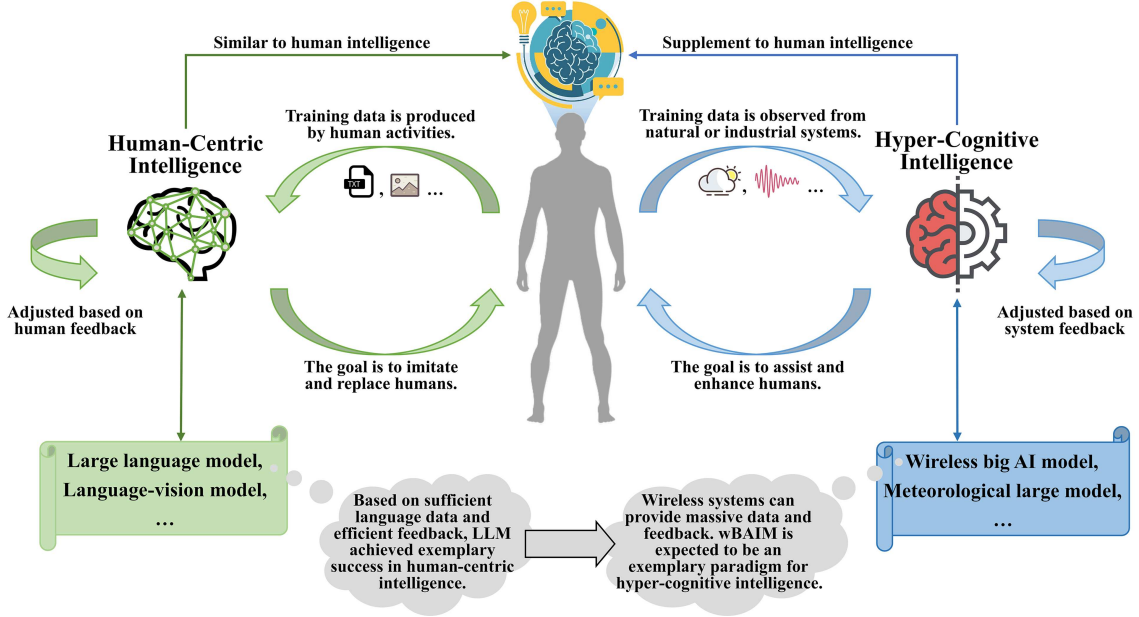 Similar to human intelligence
Supplement to human intelligence
Human-Centric
Intelligence
Training data is produced
by human activities.
TXT
, ...
Training data is observed from
natural or industrial systems.
, ...
Hyper-Cognitive
Intelligence
Adjusted based on
human feedback
The goal is to imitate
and replace humans.
The goal is to assist and
enhance humans.
Adjusted based on
system feedback
Large language model,
Language-vision model,
...
Based on sufficient
language data and
efficient feedback, LLM
achieved exemplary
success in human-centric
intelligence.
Wireless systems can
provide massive data and
feedback. wBAIM is
expected to be an
exemplary paradigm for
hyper-cognitive intelligence.
Wireless big AI model,
Meteorological large model,
...